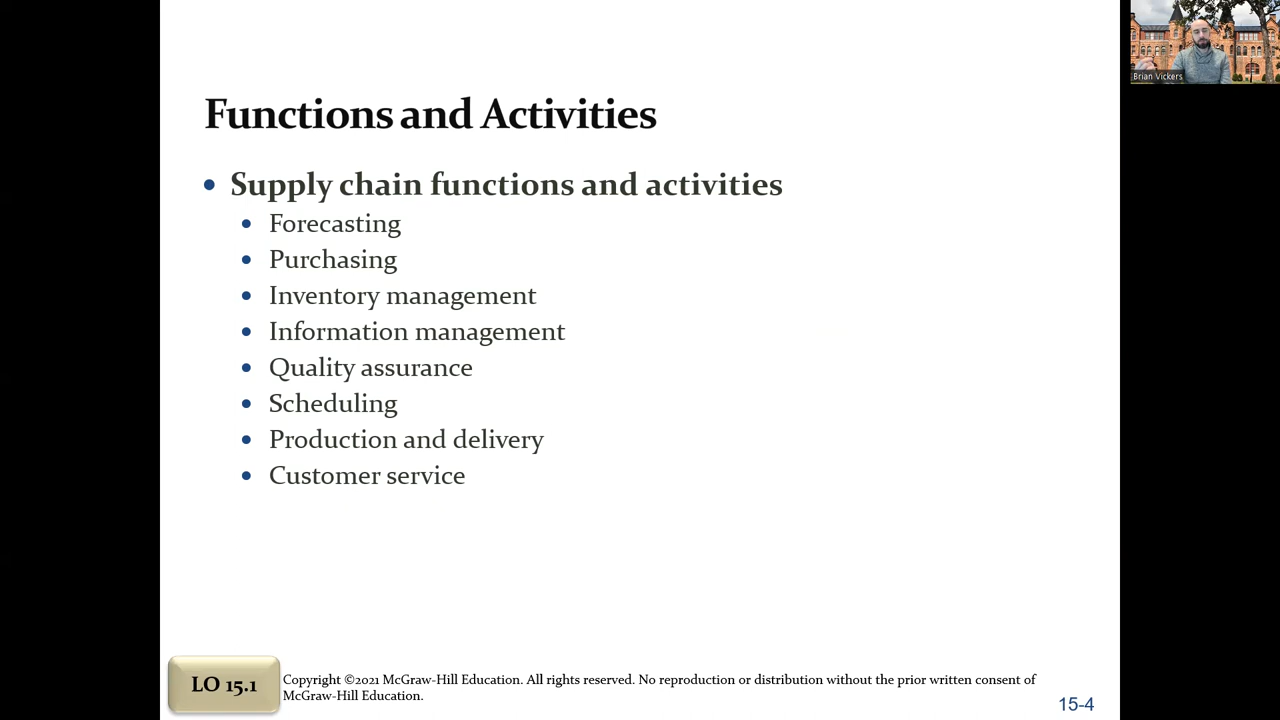 Brian Vickers
Functions and Activities
Supply chain functions and activities
Forecasting
Purchasing
Inventory management
Information management
Quality assurance
Scheduling
Production and delivery
Customer service
LO 15.1
Copyright ©2021 McGraw-Hill Education. All rights reserved. No reproduction or distribution without the prior written consent of
McGraw-Hill Education.
15-4